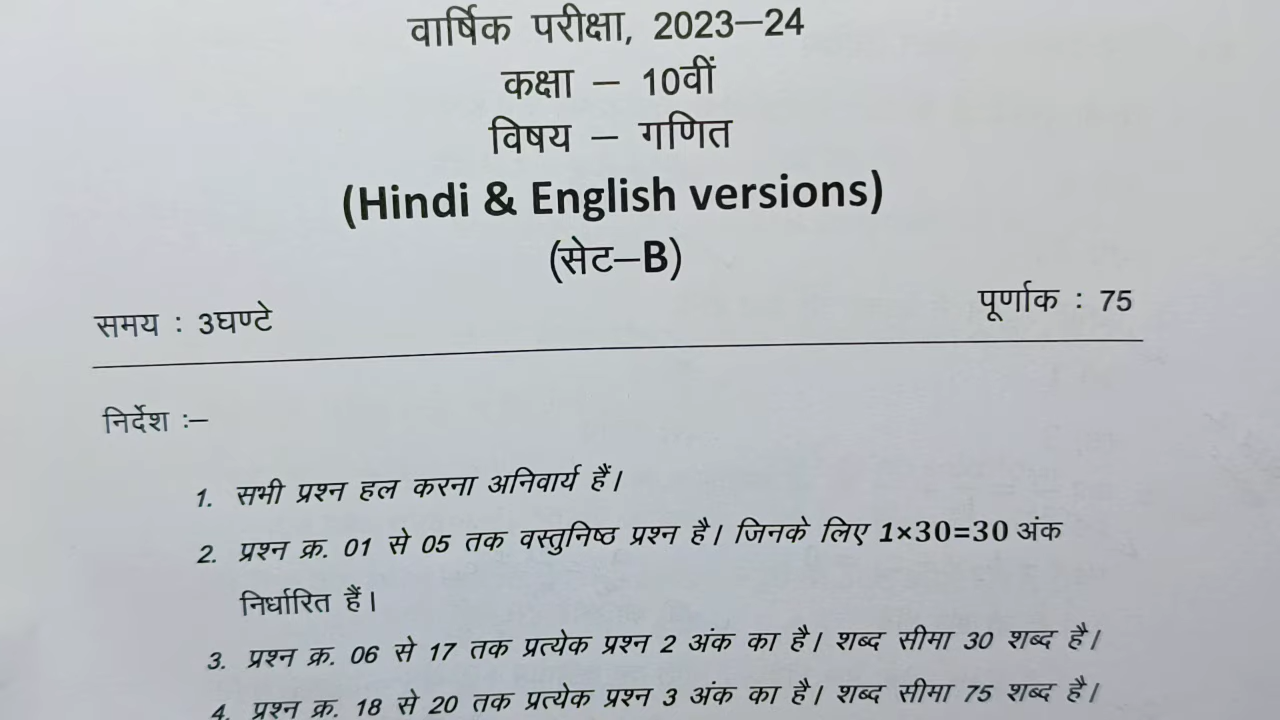 वार्षिक परीक्षा, 2023–24
कक्षा – 10वीं
विषय – गणित
(Hindi & English versions)
(सेट–B)
समय : 3घण्टे
पूर्णाक : 75
निर्देश :–
1. सभी प्रश्न हल करना अनिवार्य हैं।
2. प्रश्न क्र. 01 से 05 तक वस्तुनिष्ठ प्रश्न है। जिनके लिए 1×30=30 अंक
निर्धारित हैं।
3. प्रश्न क्र. 06 से 17 तक प्रत्येक प्रश्न 2 अंक का है। शब्द सीमा 30 शब्द है।
4. प्रश्न क्र. 18 से 20 तक प्रत्येक प्रश्न 3 अंक का है। शब्द सीमा 75 शब्द है।